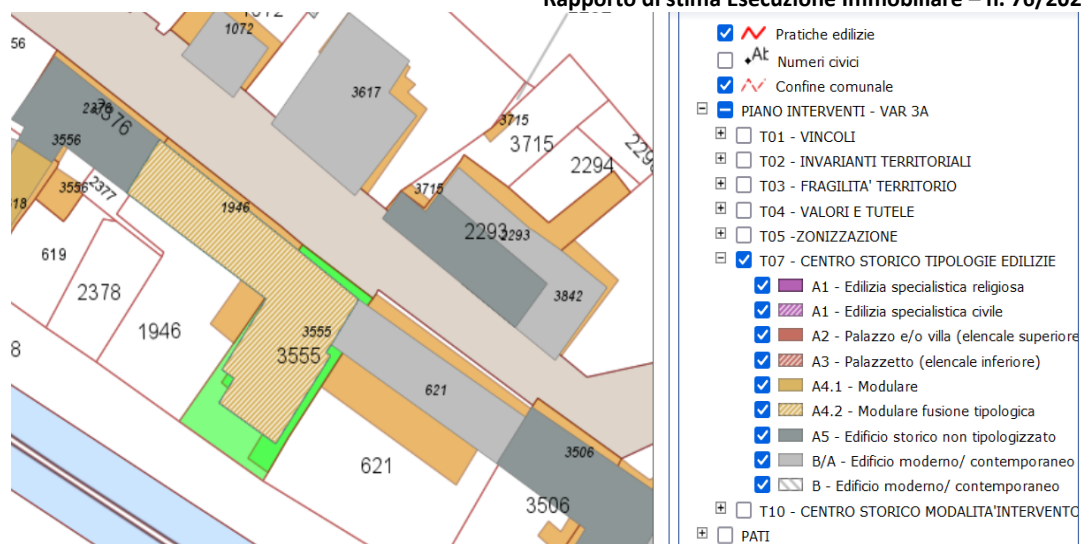 Rapporto di stima Esecuzione Immobiliare – n. 76/202
1072
56
3617
2376
2376
3715
3715
2294
3556
3556
2377
3715
1946
2293
2293
619
2378
3842
1946
3555
3555
8
621
3506
621
3506
Pratiche edilizie
Ab Numeri civici
Confine comunale
PIANO INTERVENTI - VAR 3A
T01 - VINCOLI
T02 - INVARIANTI TERRITORIALI
T03 - FRAGILITA' TERRITORIO
T04 - VALORI E TUTELE
T05 -ZONIZZAZIONE
T07 - CENTRO STORICO TIPOLOGIE EDILIZIE
A1 - Edilizia specialistica religiosa
A1 - Edilizia specialistica civile
A2 - Palazzo e/o villa (elencale superiore
A3 - Palazzetto (elencale inferiore)
A4.1 - Modulare
A4.2 - Modulare fusione tipologica
A5 - Edificio storico non tipologizzato
B/A - Edificio moderno/ contemporaneo
B - Edificio moderno/ contemporaneo
T10 - CENTRO STORICO MODALITA'INTERVENTO
PATI